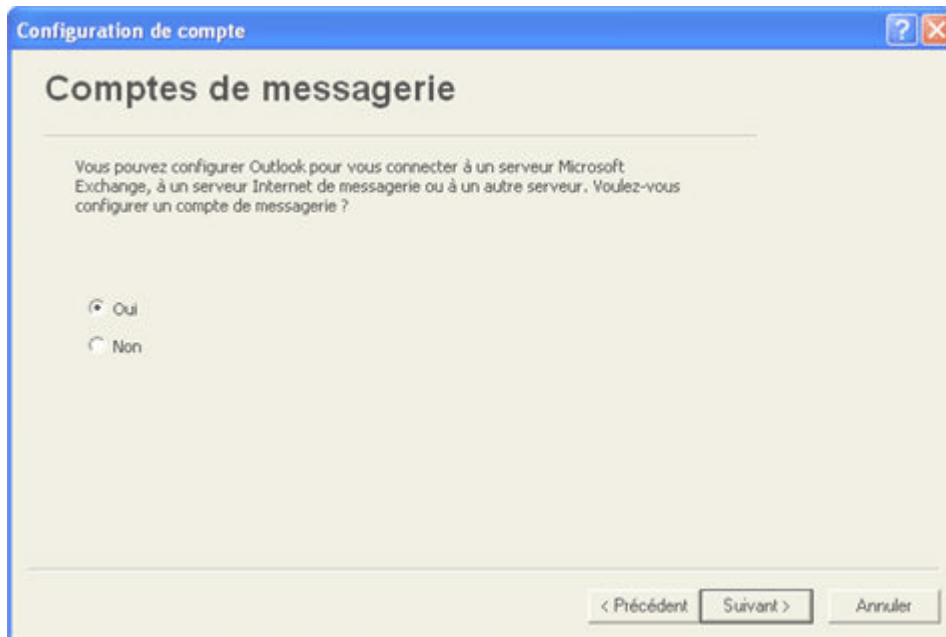 Configuration de compte
Comptes de messagerie
Vous pouvez configurer Outlook pour vous connecter à un serveur Microsoft
Exchange, à un serveur Internet de messagerie ou à un autre serveur. Voulez-vous
configurer un compte de messagerie ?
Oui
Non
< Précédent Suivant > Annuler